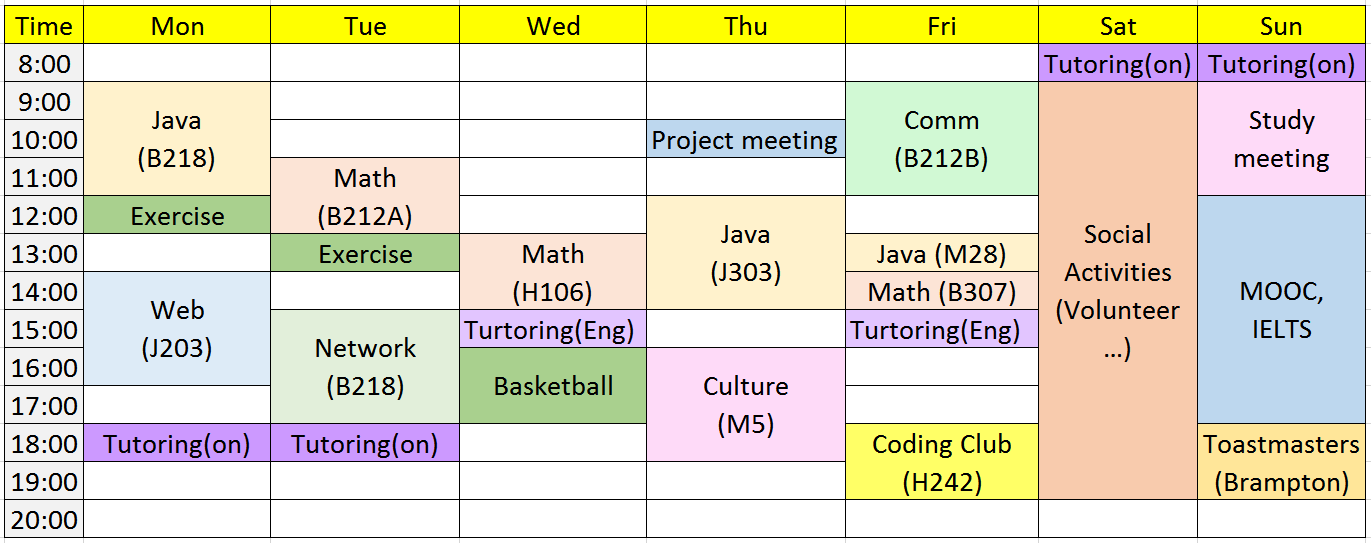 Time Mon Tue Wed Thu Fri Sat Sun
8:00 Tutoring(on) Tutoring(on)
9:00
Java Comm Study
10:00 Project meeting
(B218) (B212B) meeting
11:00
Math
12:00 Exercise (B212A)
Java Social
13:00 Exercise Math Java (M28)
(J303) Activities
14:00 (H106) Math (B307) MOOC,
Web (Volunteer
15:00 Turtoring(Eng) Turtoring(Eng) IELTS
(J203) Network ...)
16:00
(B218) Basketball Culture
17:00
(M5)
18:00 Tutoring(on) Tutoring(on) Coding Club Toastmasters
19:00 (H242) (Brampton)
20:00